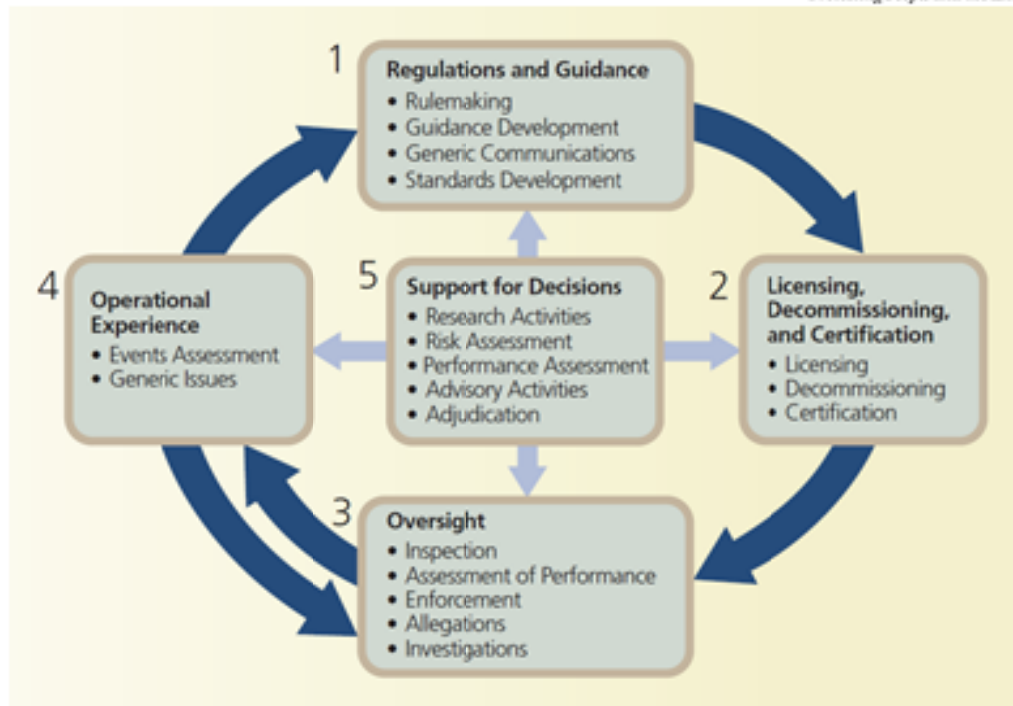 1
Regulations and Guidance
• Rulemaking
• Guidance Development
• Generic Communications
• Standards Development
4
Operational
Experience
• Events Assessment
• Generic Issues
5
Support for Decisions
• Research Activities
• Risk Assessment
• Performance Assessment
• Advisory Activities
• Adjudication
2
Licensing,
Decommissioning,
and Certification
• Licensing
• Decommissioning
• Certification
3
Oversight
• Inspection
• Assessment of Performance
• Enforcement
• Allegations
• Investigations